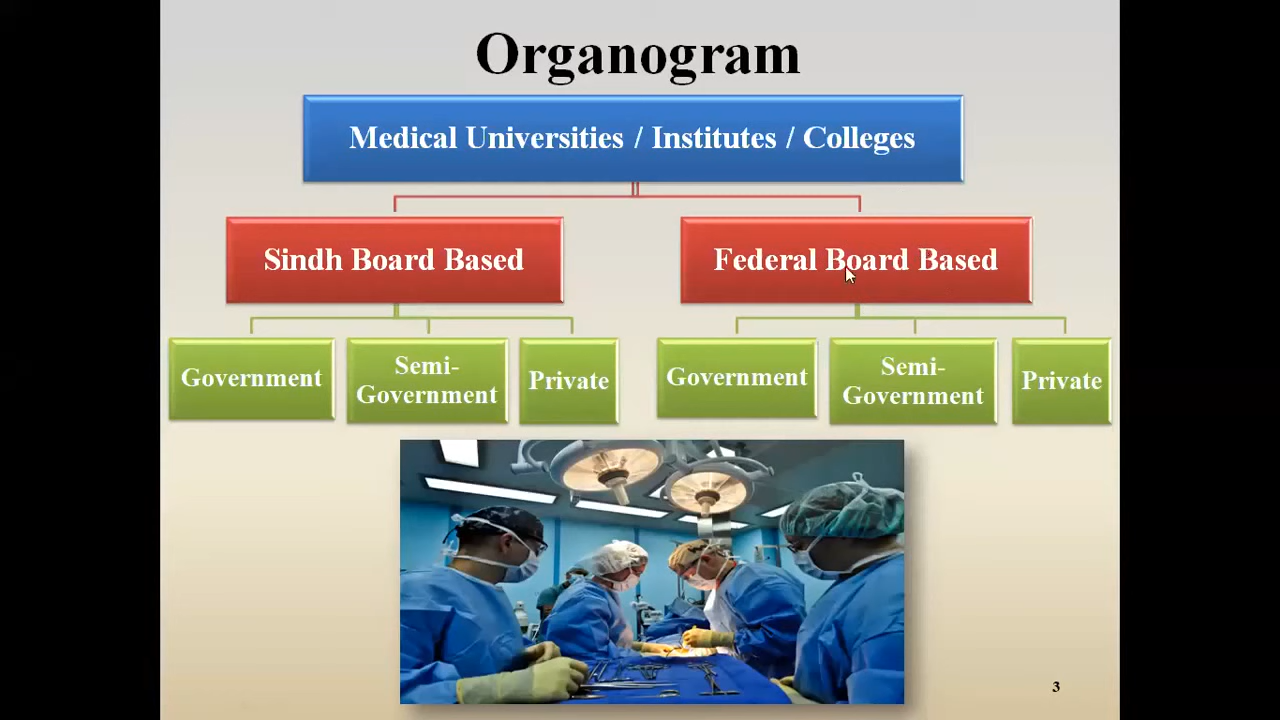 Organogram
Medical Universities / Institutes / Colleges
Sindh Board Based
Federal Board Based
Government
Semi-
Government
Private
Government
Semi-
Government
Private
3